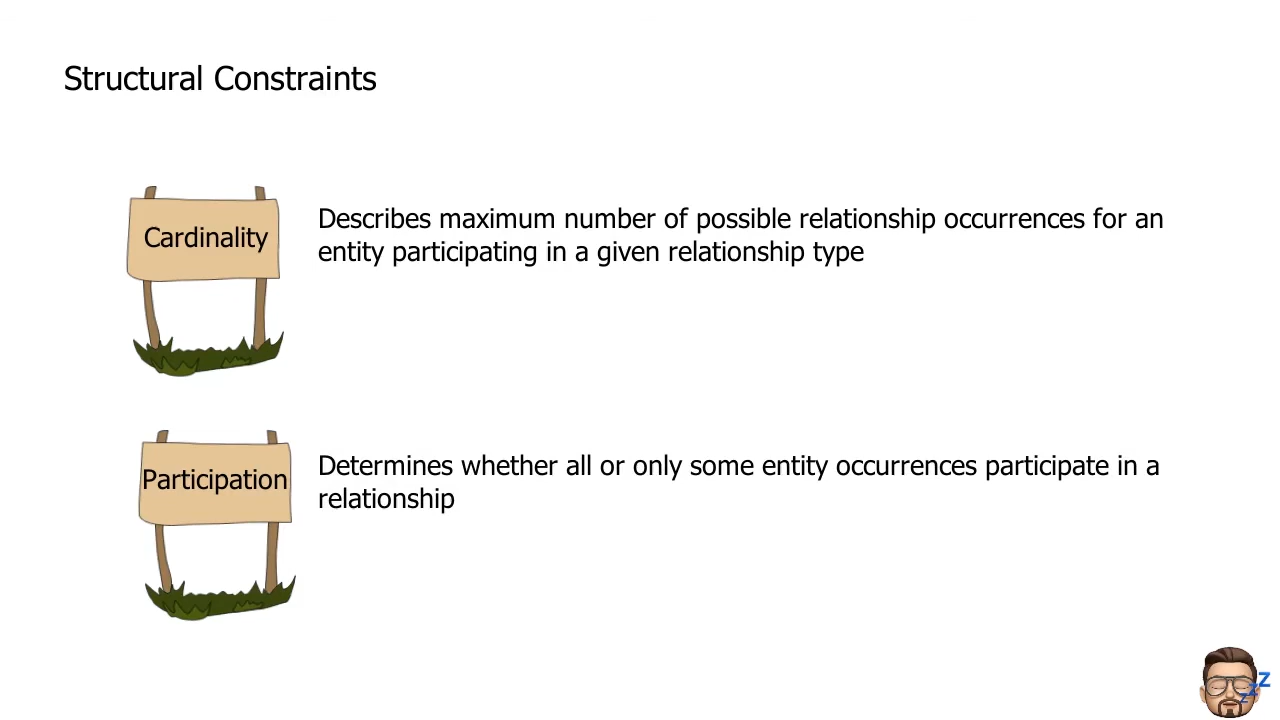 Structural Constraints
Cardinality
Describes maximum number of possible relationship occurrences for an
entity participating in a given relationship type
Participation
Determines whether all or only some entity occurrences participate in a
relationship
z
z
Z